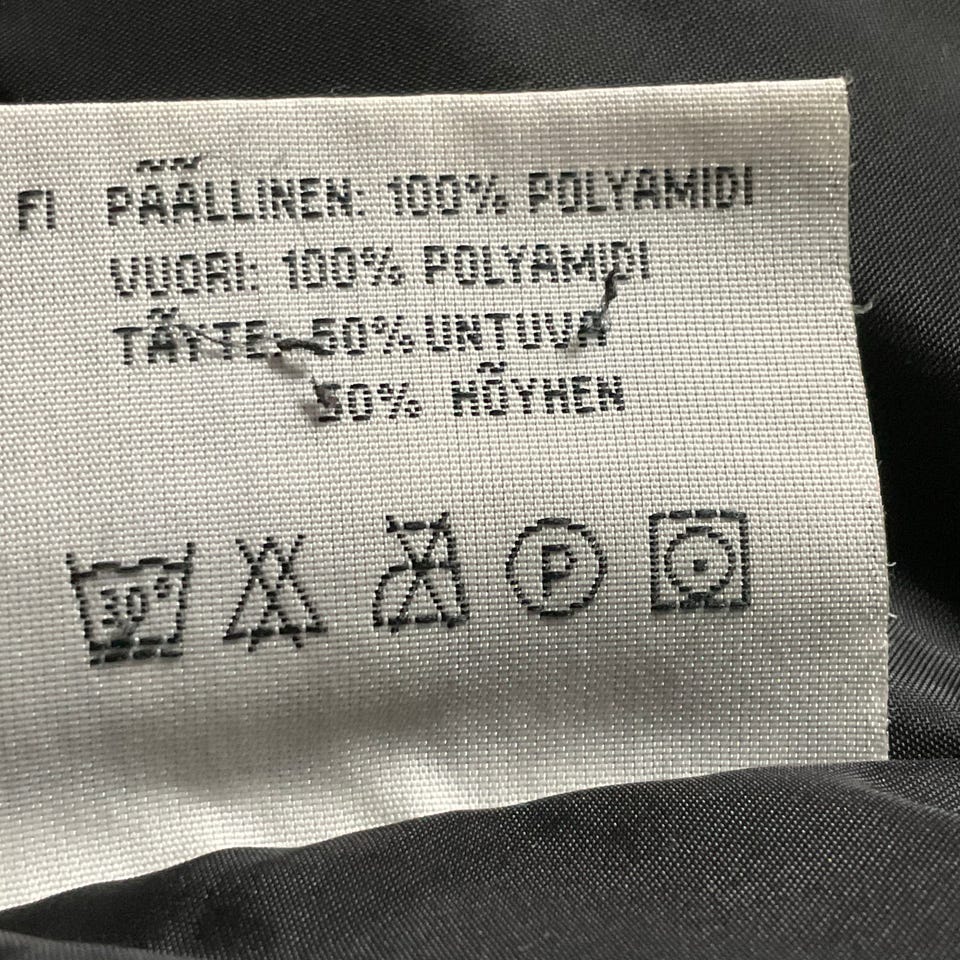 FI PÄÄLLINEN: 100% POLYAMIDI
VUORI: 100% POLYAMIDI
TÄYTE: 50% UNTUVA
50% HÖYHEN
30° P